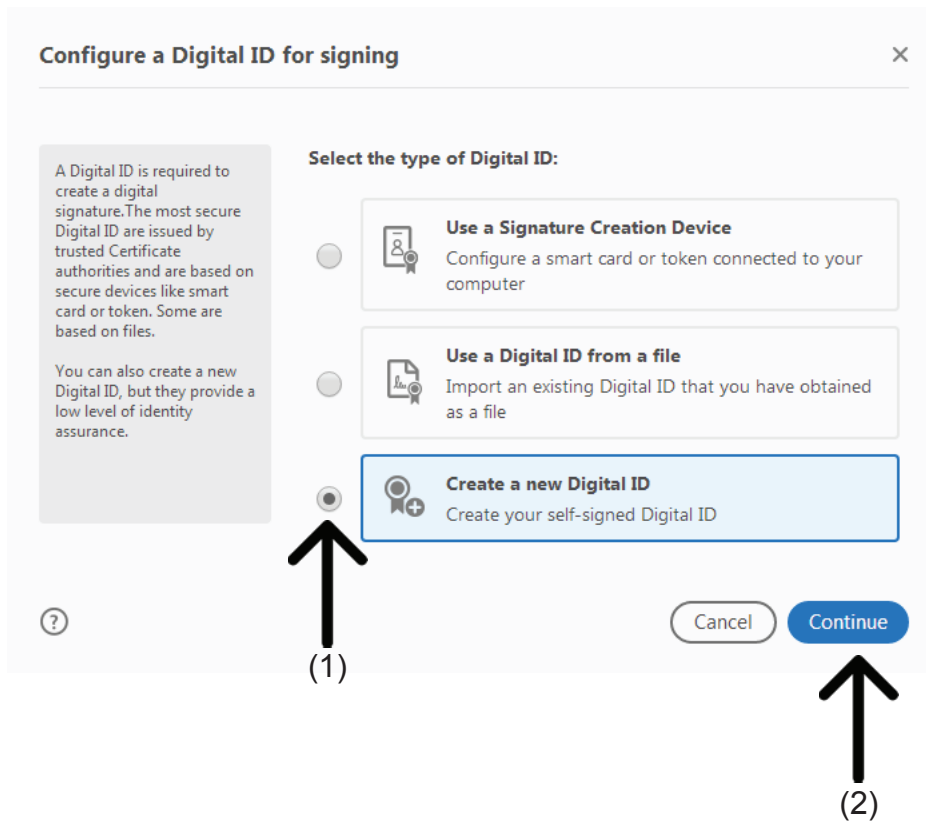 Configure a Digital ID for signing
A Digital ID is required to
create a digital
signature.The most secure
Digital ID are issued by
trusted Certificate
authorities and are based on
secure devices like smart
card or token. Some are
based on files.
You can also create a new
Digital ID, but they provide a
low level of identity
assurance.
Select the type of Digital ID:
Use a Signature Creation Device
Configure a smart card or token connected to your
computer
Use a Digital ID from a file
Import an existing Digital ID that you have obtained
as a file
Create a new Digital ID
Create your self-signed Digital ID
?
Cancel
Continue
(1)
(2)